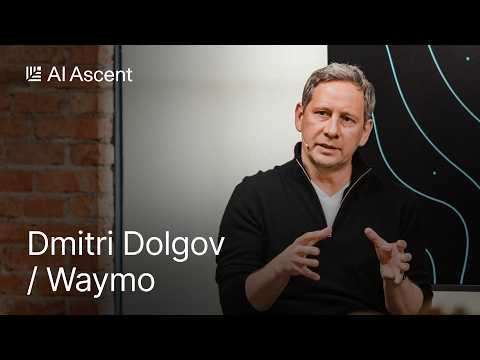 AI Ascent
Dmitri Dolgov
/ Waymo